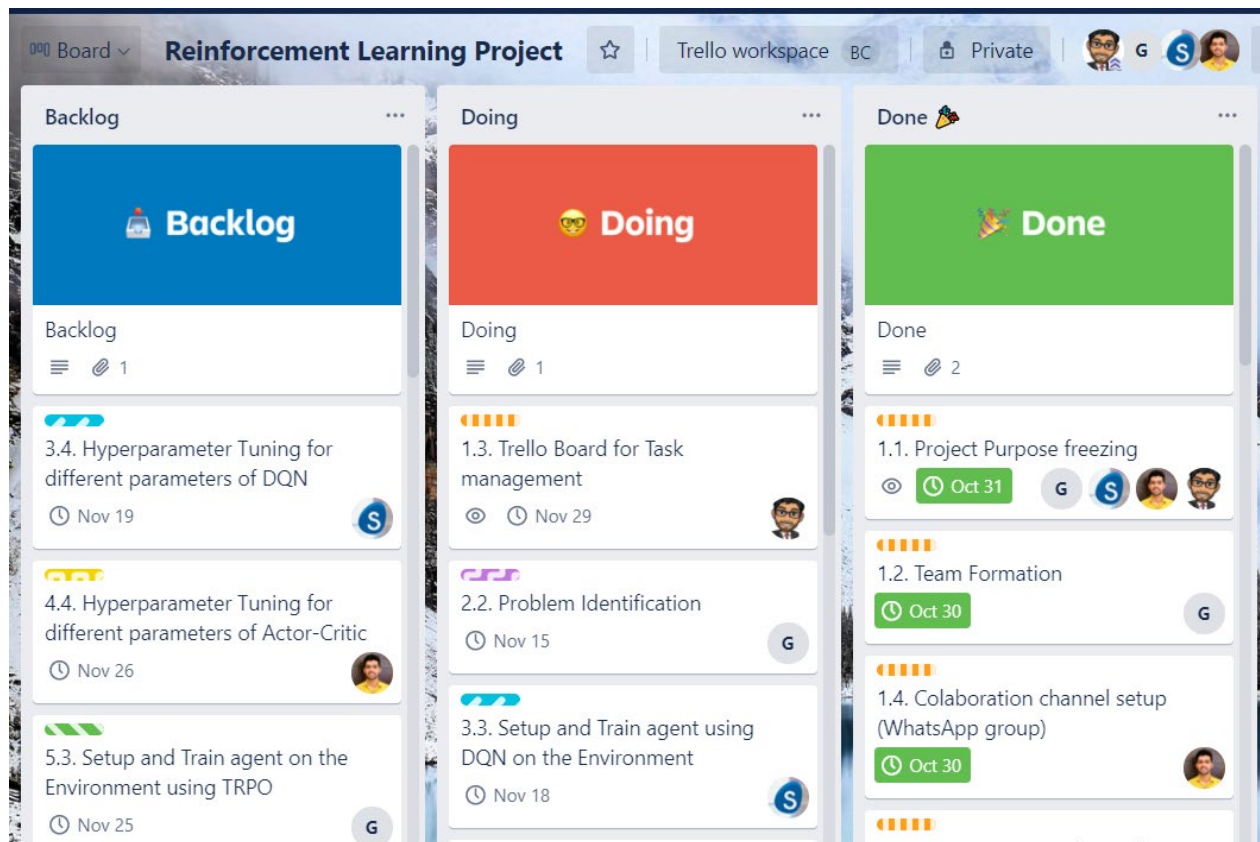 Board
Reinforcement Learning Project
Trello workspace BC
Private
G
S
Backlog
Backlog
Backlog
1
3.4. Hyperparameter Tuning for
different parameters of DQN
Nov 19
S
4.4. Hyperparameter Tuning for
different parameters of Actor-Critic
Nov 26
5.3. Setup and Train agent on the
Environment using TRPO
Nov 25
G
Doing
Doing
Doing
1
1.3. Trello Board for Task
management
Nov 29
2.2. Problem Identification
Nov 15
G
3.3. Setup and Train agent using
DQN on the Environment
Nov 18
S
Done
Done
Done
2
1.1. Project Purpose freezing
Oct 31
G
S
1.2. Team Formation
Oct 30
G
1.4. Colaboration channel setup
(WhatsApp group)
Oct 30